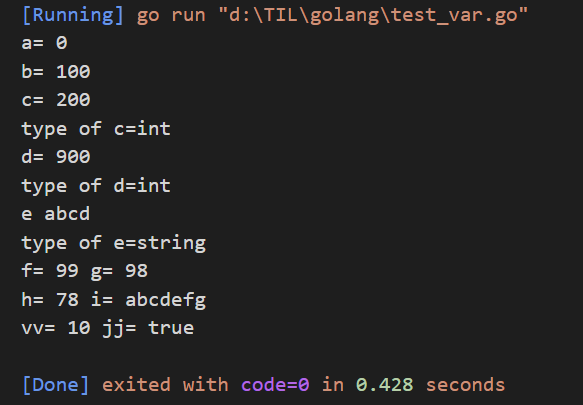 [Running] go run "d:\TIL\golang\test_var.go"
a= 0
b= 100
c= 200
type of c=int
d= 900
type of d=int
e abcd
type of e=string
f= 99 g= 98
h= 78 i= abcdefg
vv= 10 jj= true
[Done] exited with code=0 in 0.428 seconds